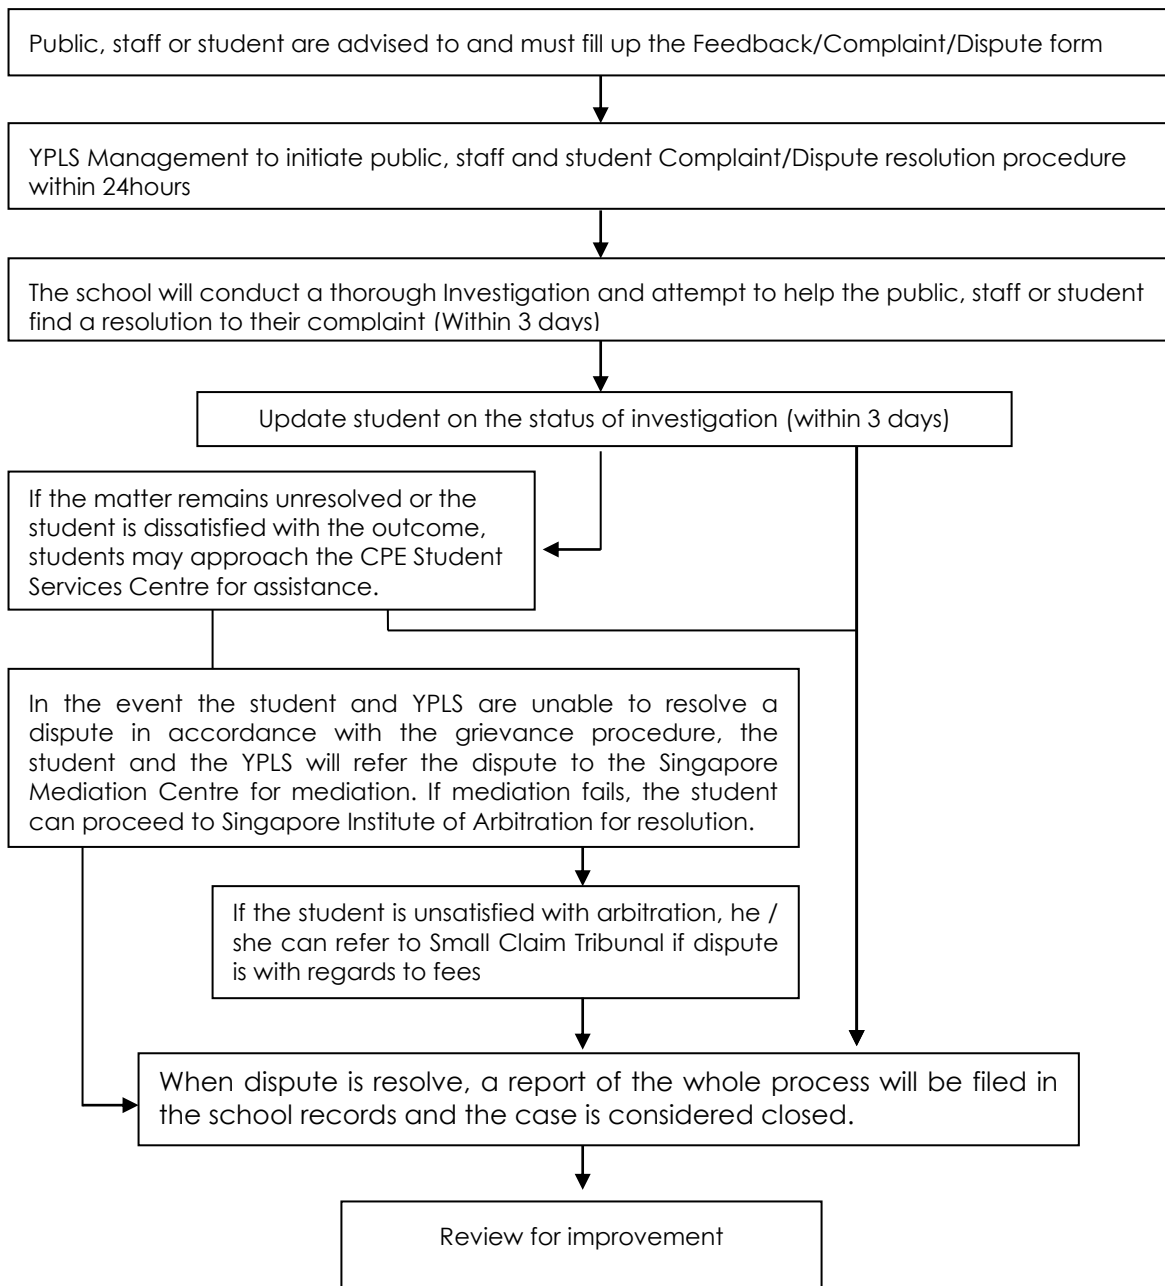 Public, staff or student are advised to and must fill up the Feedback/Complaint/Dispute form
YPLS Management to initiate public, staff and student Complaint/Dispute resolution procedure
within 24hours
The school will conduct a thorough Investigation and attempt to help the public, staff or student
find a resolution to their complaint (Within 3 days)
Update student on the status of investigation (within 3 days)
If the matter remains unresolved or the
student is dissatisfied with the outcome,
students may approach the CPE Student
Services Centre for assistance.
In the event the student and YPLS are unable to resolve a
dispute in accordance with the grievance procedure, the
student and the YPLS will refer the dispute to the Singapore
Mediation Centre for mediation. If mediation fails, the student
can proceed to Singapore Institute of Arbitration for resolution.
If the student is unsatisfied with arbitration, he /
she can refer to Small Claim Tribunal if dispute
is with regards to fees
When dispute is resolve, a report of the whole process will be filed in
the school records and the case is considered closed.
Review for improvement